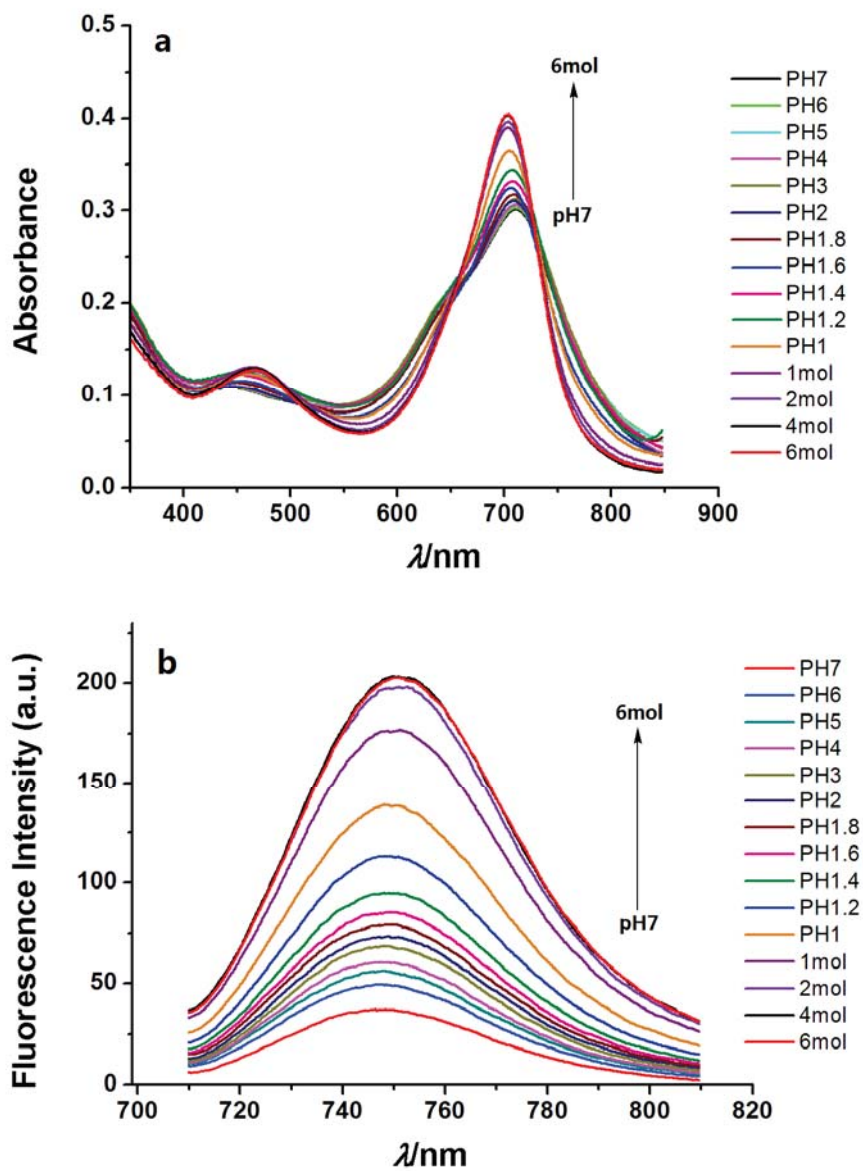 a
0.5
0.4
0.3
0.2
0.1
0.0
Absorbance
400
500
600
700
800
900
λ/nm
6mol
pH7
PH7
PH6
PH5
PH4
PH3
PH2
PH1.8
PH1.6
PH1.4
PH1.2
PH1
1mol
2mol
4mol
6mol
b
200
150
100
50
0
Fluorescence Intensity (a.u.)
700
720
740
760
780
800
820
λ/nm
6mol
pH7
PH7
PH6
PH5
PH4
PH3
PH2
PH1.8
PH1.6
PH1.4
PH1.2
PH1
1mol
2mol
4mol
6mol